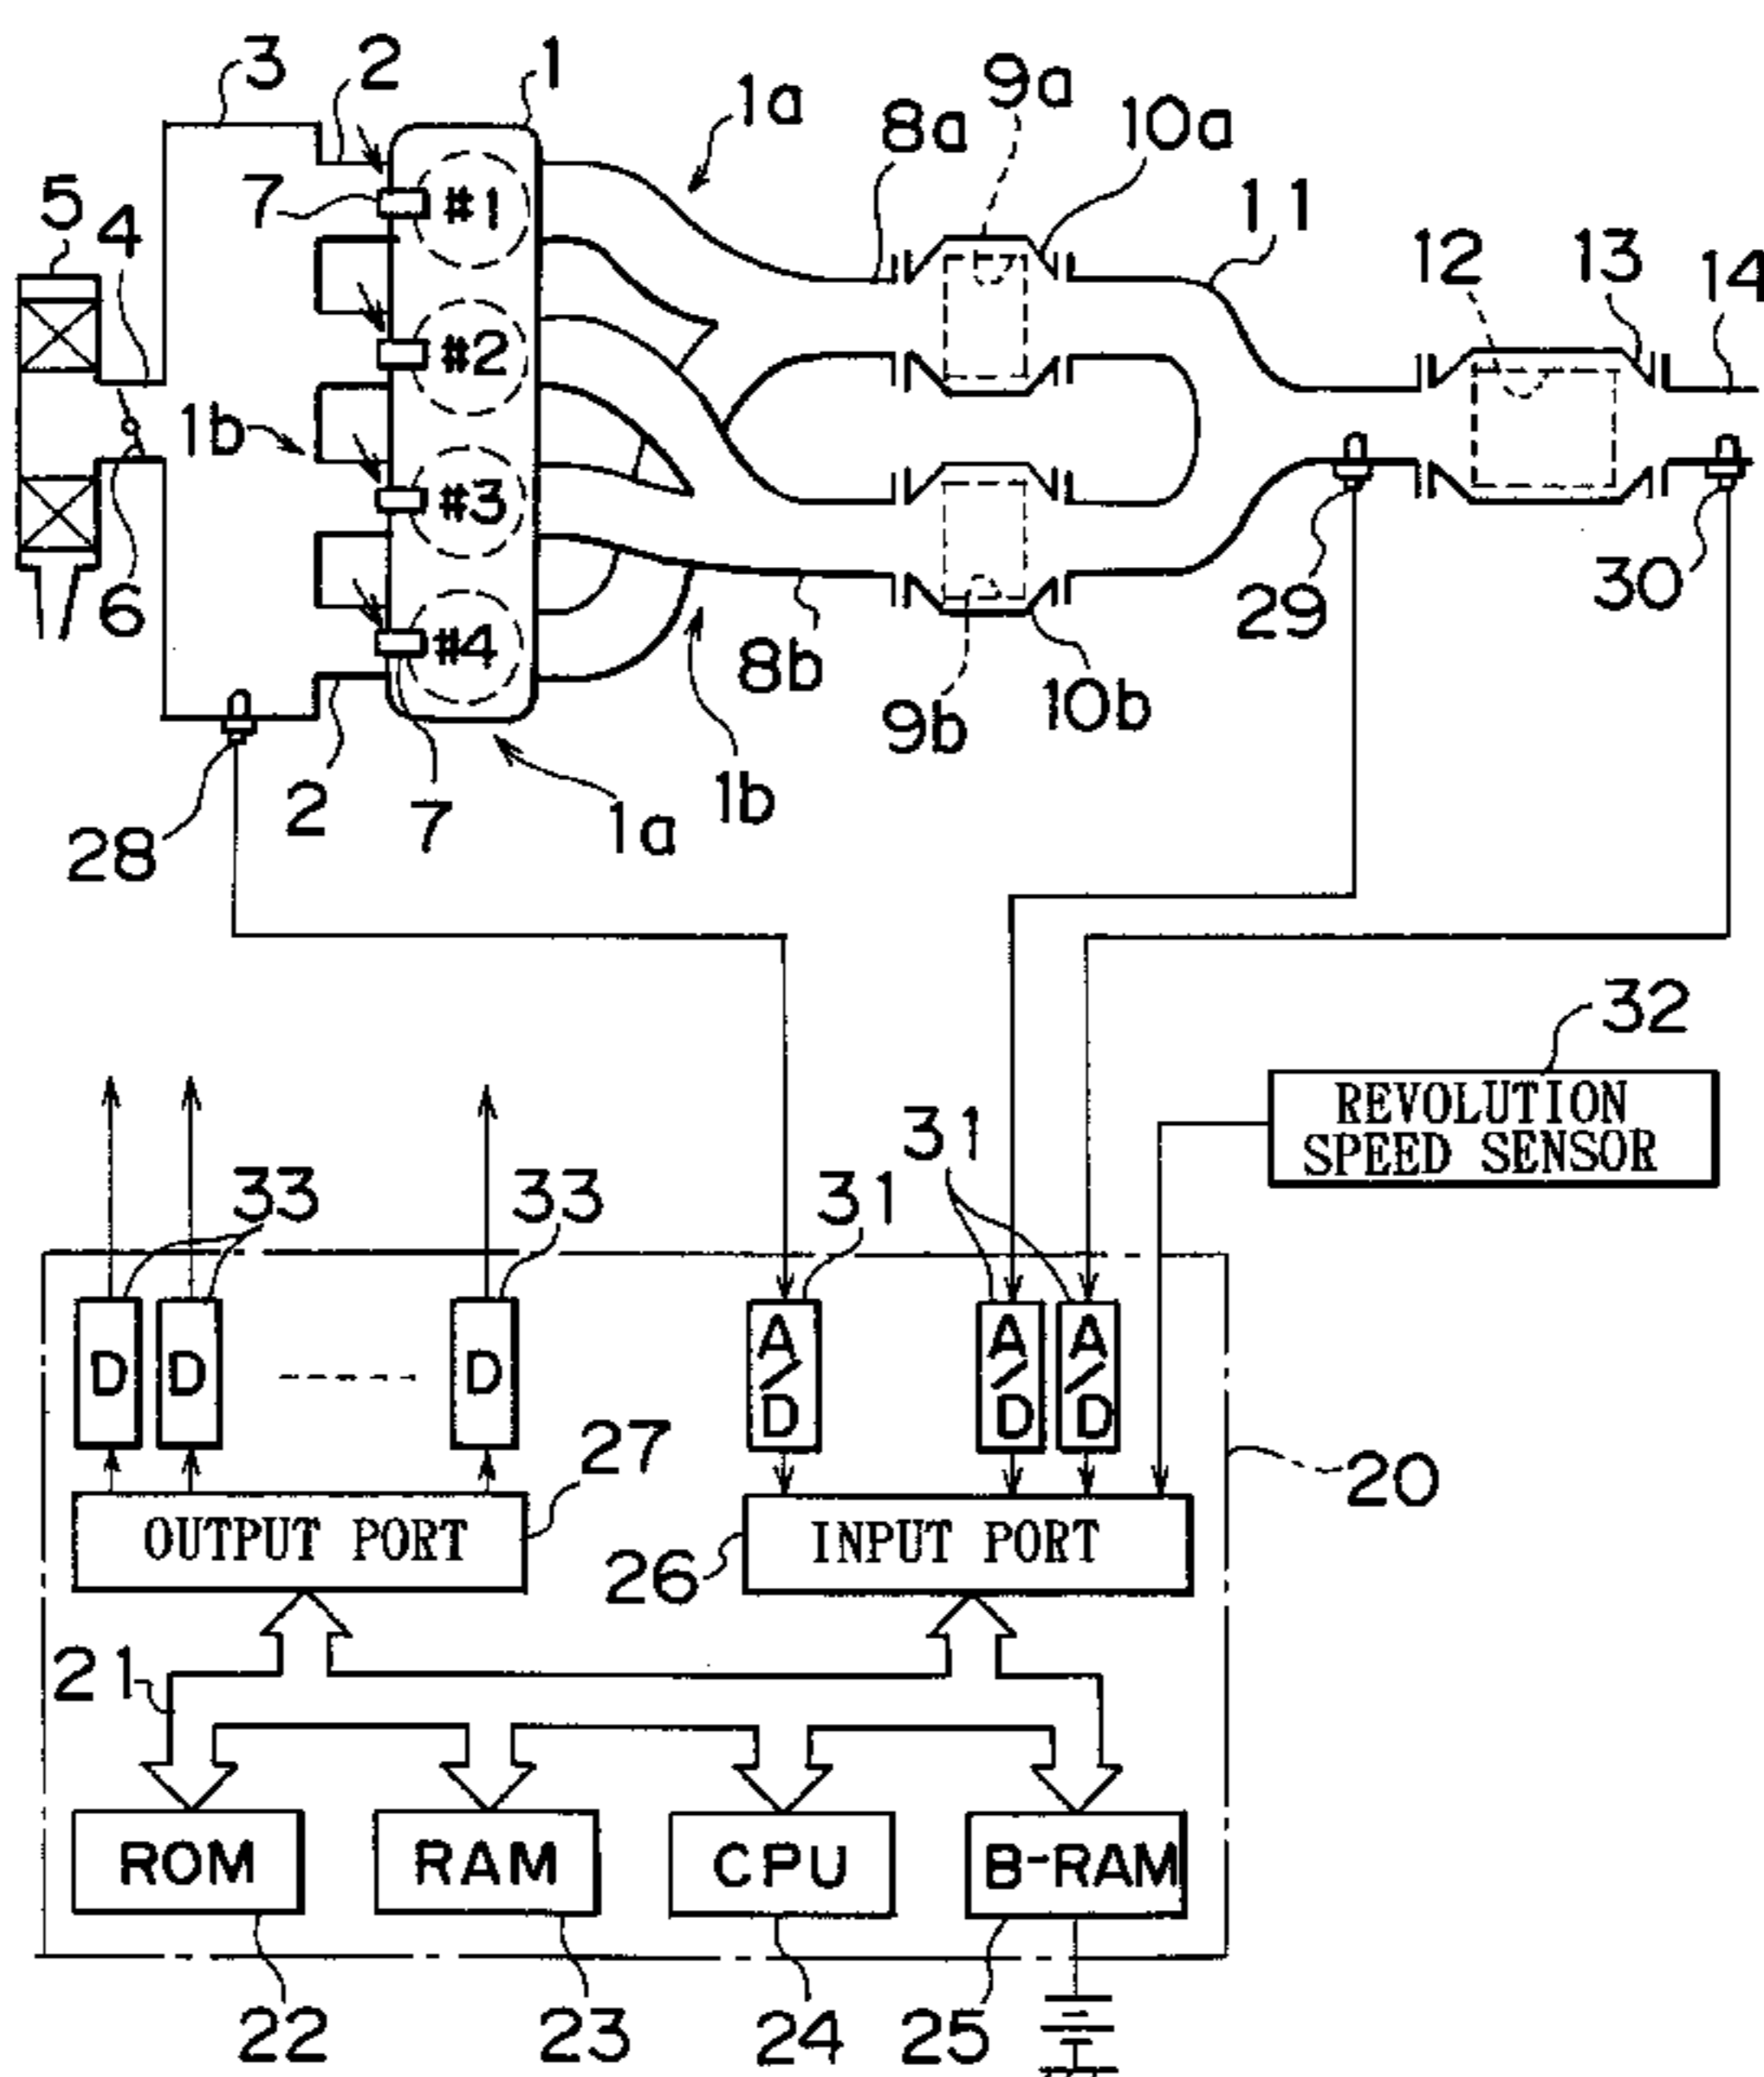 3 2 1 1a 9a 10a
8a
7 #1 11
5 4 12 13 14
#2
1b
#3
6 29 30
#4 8b
9b 10b
28 2 7 1a 1b
32
REVOLUTION
SPEED SENSOR
31
33 33 31
D D D A/D A/D A/D
27 20
OUTPUT PORT 26 INPUT PORT
21
ROM RAM CPU B-RAM
22 23 24 25